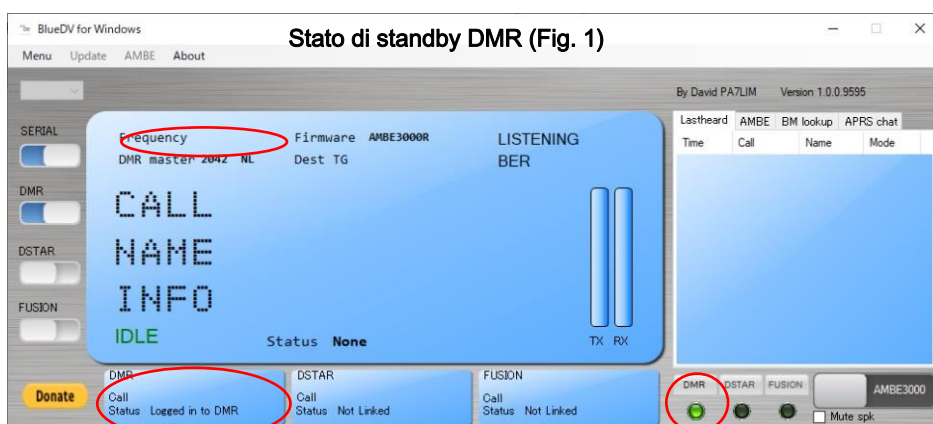 BlueDV for Windows
Stato di standby DMR (Fig. 1)
Menu Update AMBE About
By David PA7LIM Version 1.0.0.9595
SERIAL
DMR
DSTAR
FUSION
Frequency Firmware AMBE3000R LISTENING
DMR master 2042 NL Dest TG BER
CALL
NAME
INFO
IDLE
Status None
TX RX
Lastheard AMBE BM lookup APRS chat
Time Call Name Mode
Donate
DMR
Call
Status Logged in to DMR
DSTAR
Call
Status Not Linked
FUSION
Call
Status Not Linked
DMR DSTAR FUSION
AMBE3000
Mute spk